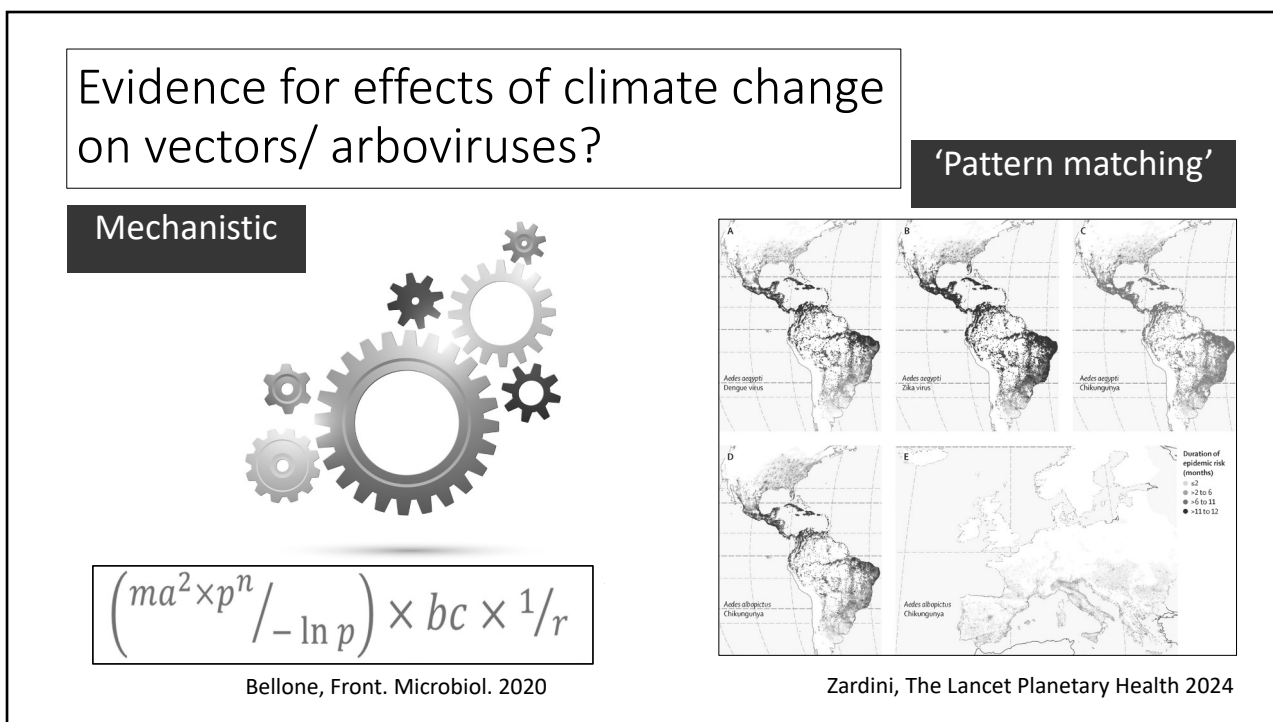 Evidence for effects of climate change
on vectors/ arboviruses?
‘Pattern matching’
Mechanistic
A
B
C
Aedes aegypti
Dengue virus
Aedes aegypti
Zika virus
Aedes aegypti
Chikungunya
D
E
Duration of
epidemic risk
(months)
≤2
>2 to 6
>6 to 11
>11 to 12
Aedes albopictus
Chikungunya
Aedes albopictus
Chikungunya
(ma² × pⁿ / − ln p) × bc × 1/r
Bellone, Front. Microbiol. 2020
Zardini, The Lancet Planetary Health 2024